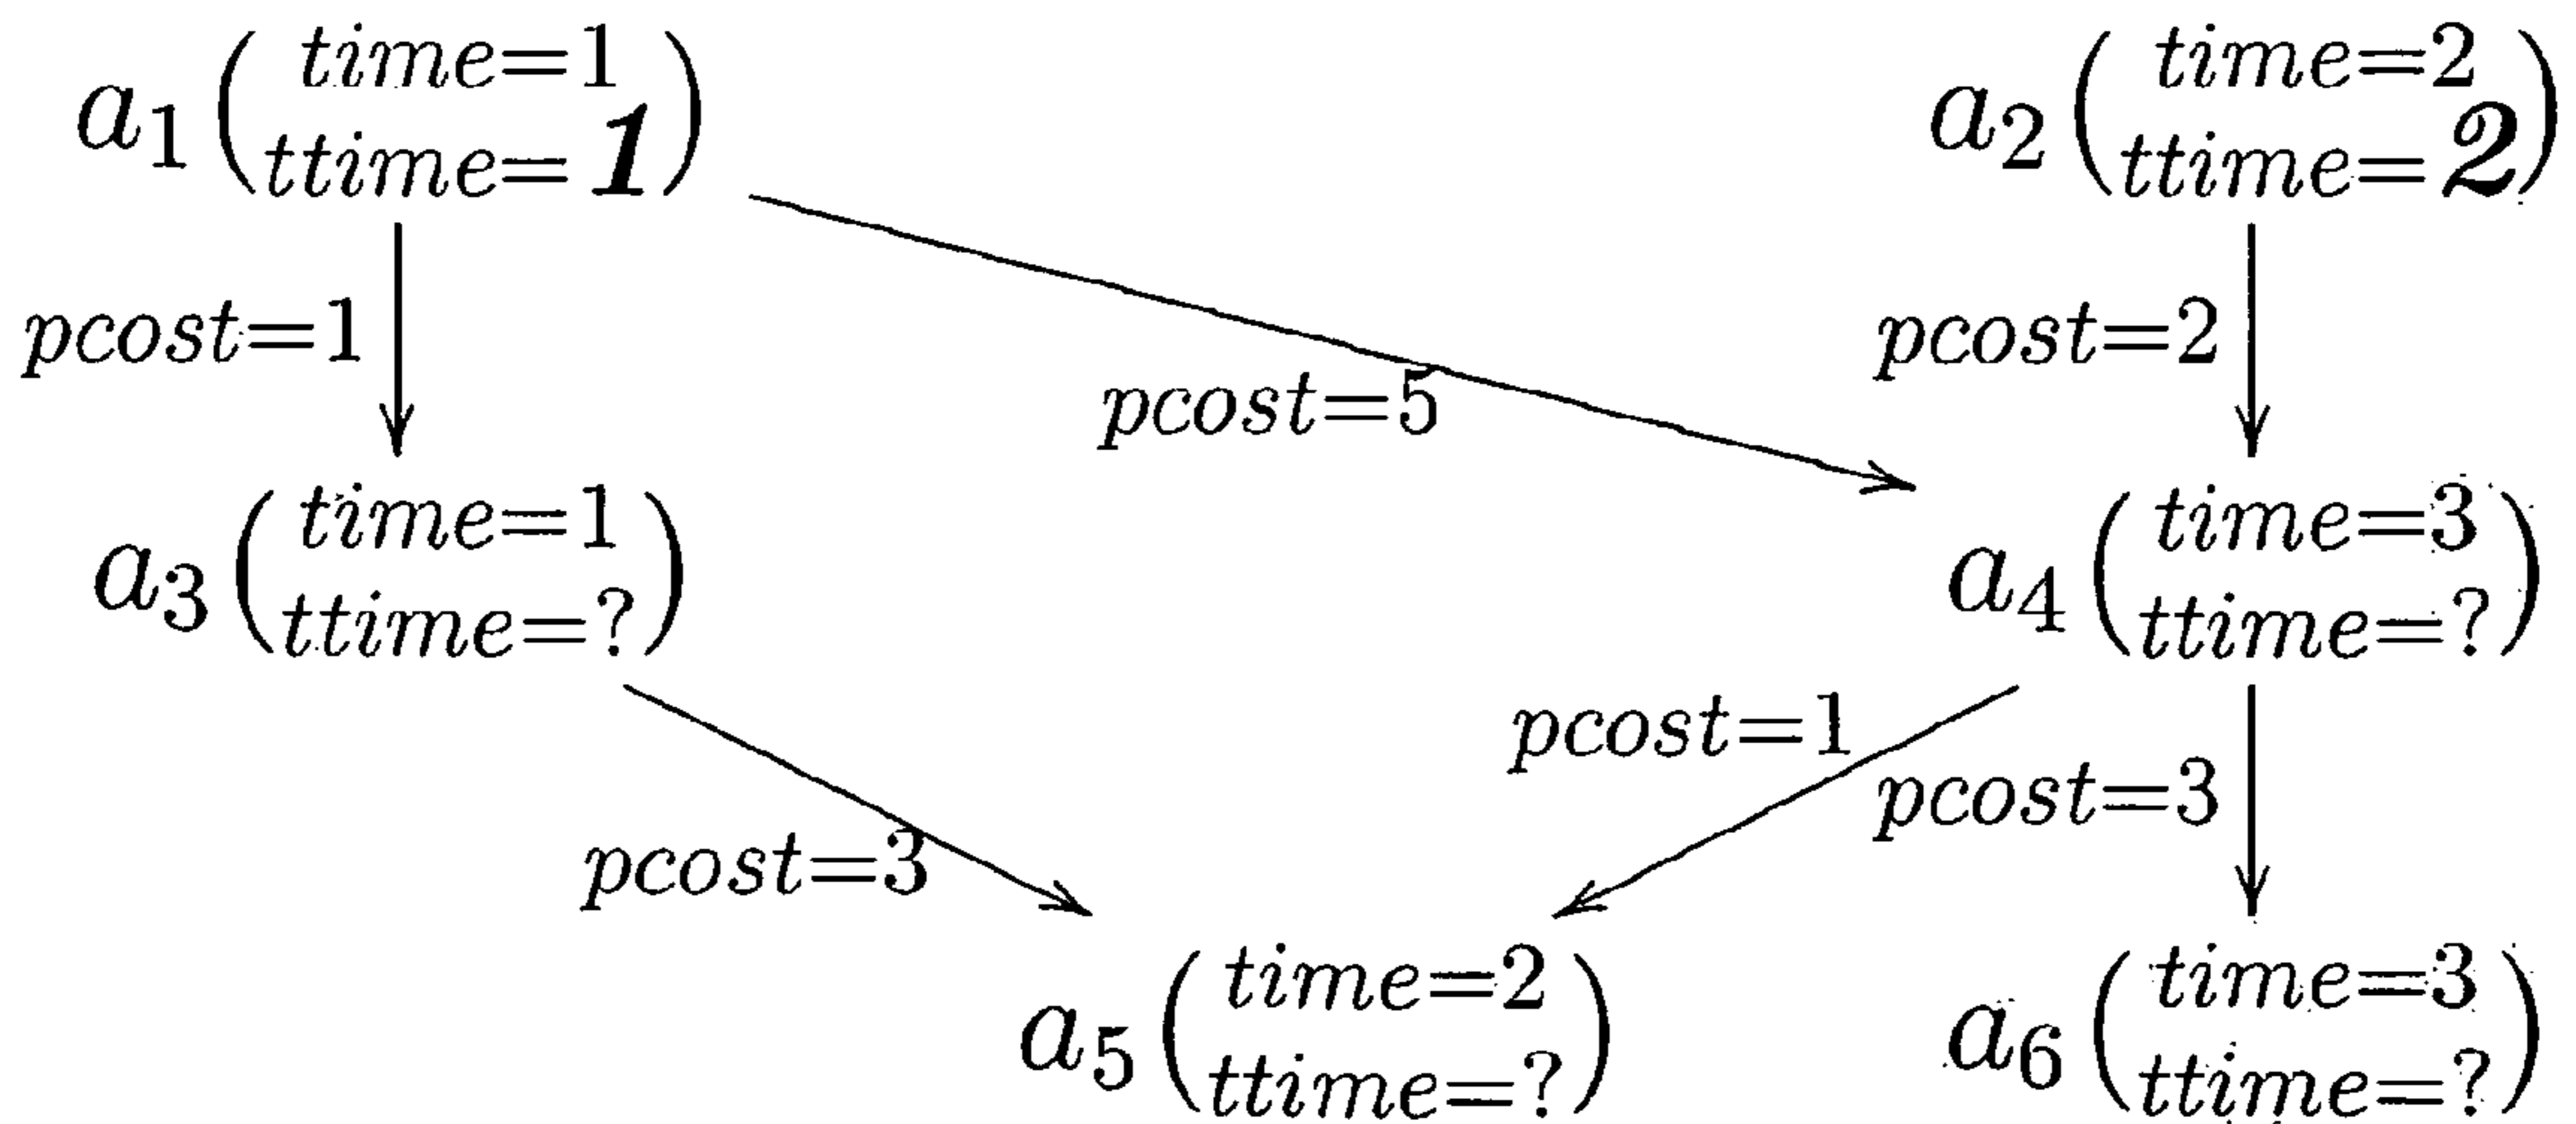 a₁ ( time=1 ttime=1 )
a₂ ( time=2 ttime=2 )
pcost=1
pcost=5
pcost=2
a₃ ( time=1 ttime=? )
a₄ ( time=3 ttime=? )
pcost=3
pcost=1
pcost=3
a₅ ( time=2 ttime=? )
a₆ ( time=3 ttime=? )